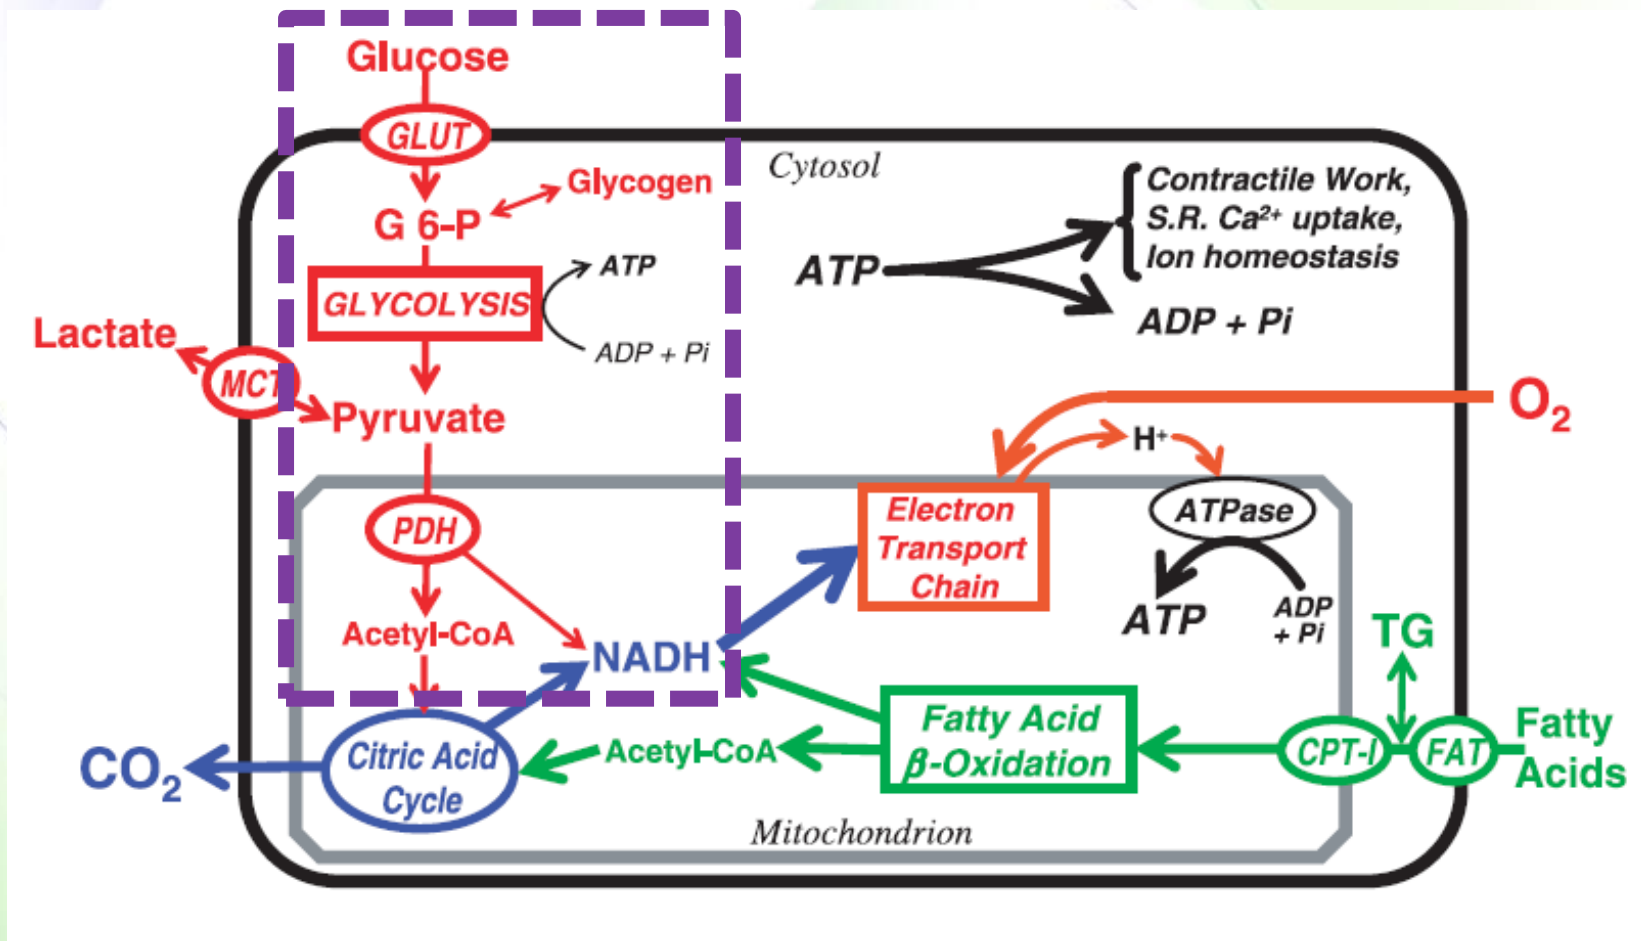 Glucose
GLUT
Cytosol
Contractile Work,
S.R. Ca²⁺ uptake,
Ion homeostasis
Glycogen
G 6-P
ATP
ATP
GLYCOLYSIS
ADP + Pi
ADP + Pi
Lactate
MCT
Pyruvate
O₂
H⁺
PDH
Electron
Transport
Chain
ATPase
Acetyl-CoA
NADH
ATP
ADP
+ Pi
TG
Fatty Acid
β-Oxidation
Acetyl-CoA
CPT-I
FAT
Fatty
Acids
CO₂
Citric Acid
Cycle
Mitochondrion